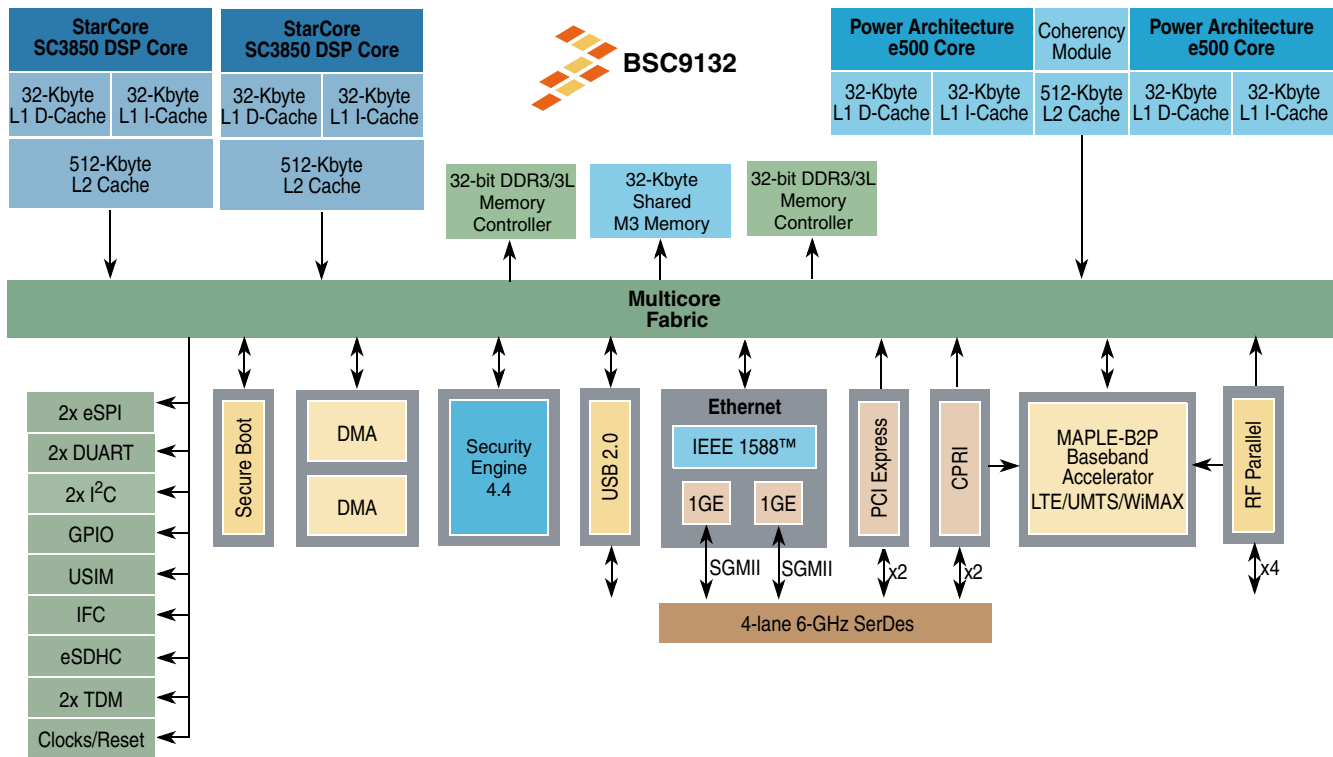 StarCore
SC3850 DSP Core
32-Kbyte
L1 D-Cache
32-Kbyte
L1 I-Cache
512-Kbyte
L2 Cache
StarCore
SC3850 DSP Core
32-Kbyte
L1 D-Cache
32-Kbyte
L1 I-Cache
512-Kbyte
L2 Cache
BSC9132
Power Architecture
e500 Core
Coherency
Module
Power Architecture
e500 Core
32-Kbyte
L1 D-Cache
32-Kbyte
L1 I-Cache
512-Kbyte
L2 Cache
32-Kbyte
L1 D-Cache
32-Kbyte
L1 I-Cache
32-bit DDR3/3L
Memory
Controller
32-Kbyte
Shared
M3 Memory
32-bit DDR3/3L
Memory
Controller
Multicore
Fabric
2x eSPI
2x DUART
2x I²C
GPIO
USIM
IFC
eSDHC
2x TDM
Clocks/Reset
Secure Boot
DMA
DMA
Security
Engine
4.4
USB 2.0
Ethernet
IEEE 1588™
1GE
1GE
SGMII
SGMII
PCI Express
x2
CPRI
x2
MAPLE-B2P
Baseband
Accelerator
LTE/UMTS/WiMAX
RF Parallel
x4
4-lane 6-GHz SerDes